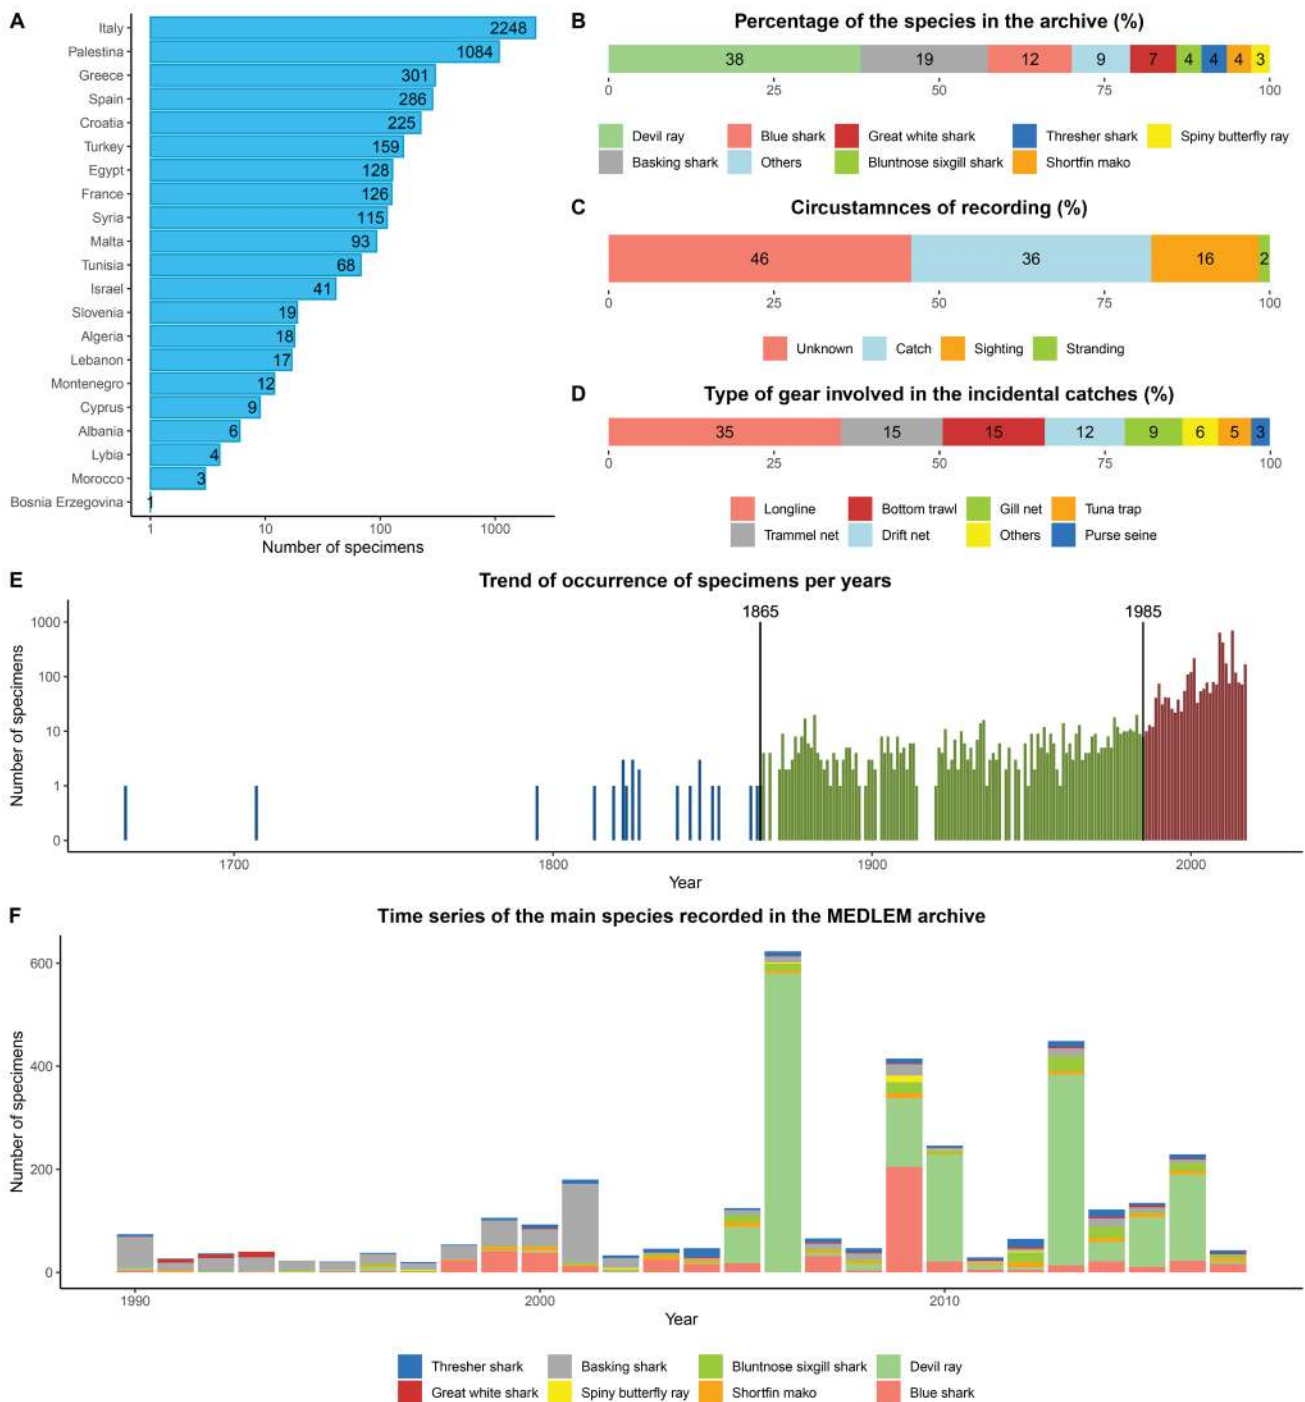 A
Italy 2248
Palestina 1084
Greece 301
Spain 286
Croatia 225
Turkey 159
Egypt 128
France 126
Syria 115
Malta 93
Tunisia 68
Israel 41
Slovenia 19
Algeria 18
Lebanon 17
Montenegro 12
Cyprus 9
Albania 6
Lybia 4
Morocco 3
Bosnia Erzegovina 1
1 10 100 1000
Number of specimens
B Percentage of the species in the archive (%)
38 19 12 9 7 4 4 4 3
0 25 50 75 100
Devil ray Blue shark Great white shark Thresher shark Spiny butterfly ray
Basking shark Others Bluntnose sixgill shark Shortfin mako
C Circustamnces of recording (%)
46 36 16 2
0 25 50 75 100
Unknown Catch Sighting Stranding
D Type of gear involved in the incidental catches (%)
35 15 15 12 9 6 5 3
0 25 50 75 100
Longline Bottom trawl Gill net Tuna trap
Trammel net Drift net Others Purse seine
E Trend of occurrence of specimens per years
1865 1985
1000
100
10
1
0
Number of specimens
1700 1800 1900 2000
Year
F Time series of the main species recorded in the MEDLEM archive
600
400
200
0
Number of specimens
1990 2000 2010
Year
Thresher shark Basking shark Bluntnose sixgill shark Devil ray
Great white shark Spiny butterfly ray Shortfin mako Blue shark